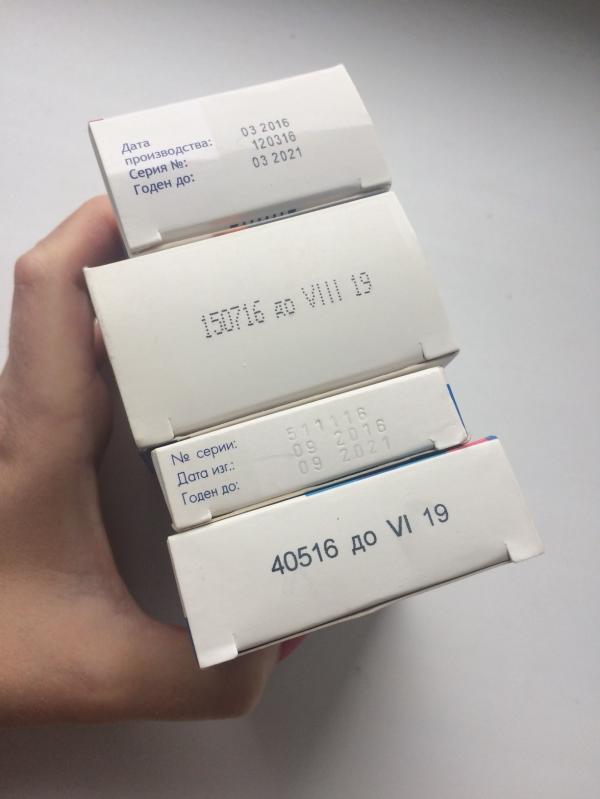 Дата
производства: 03 2016
Серия №: 120316
Годен до: 03 2021
150716 до VIII 19
№ серии: 511116
Дата изг.: 09 2016
Годен до: 09 2021
40516 до VI 19